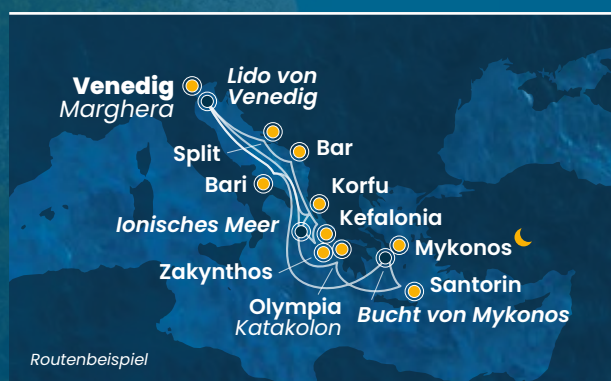 Venedig
Marghera
Lido von
Venedig
Split
Bar
Bari
Korfu
Ionisches Meer
Kefalonia
Mykonos
Zakynthos
Santorin
Olympia
Katakolon
Bucht von Mykonos
Routenbeispiel